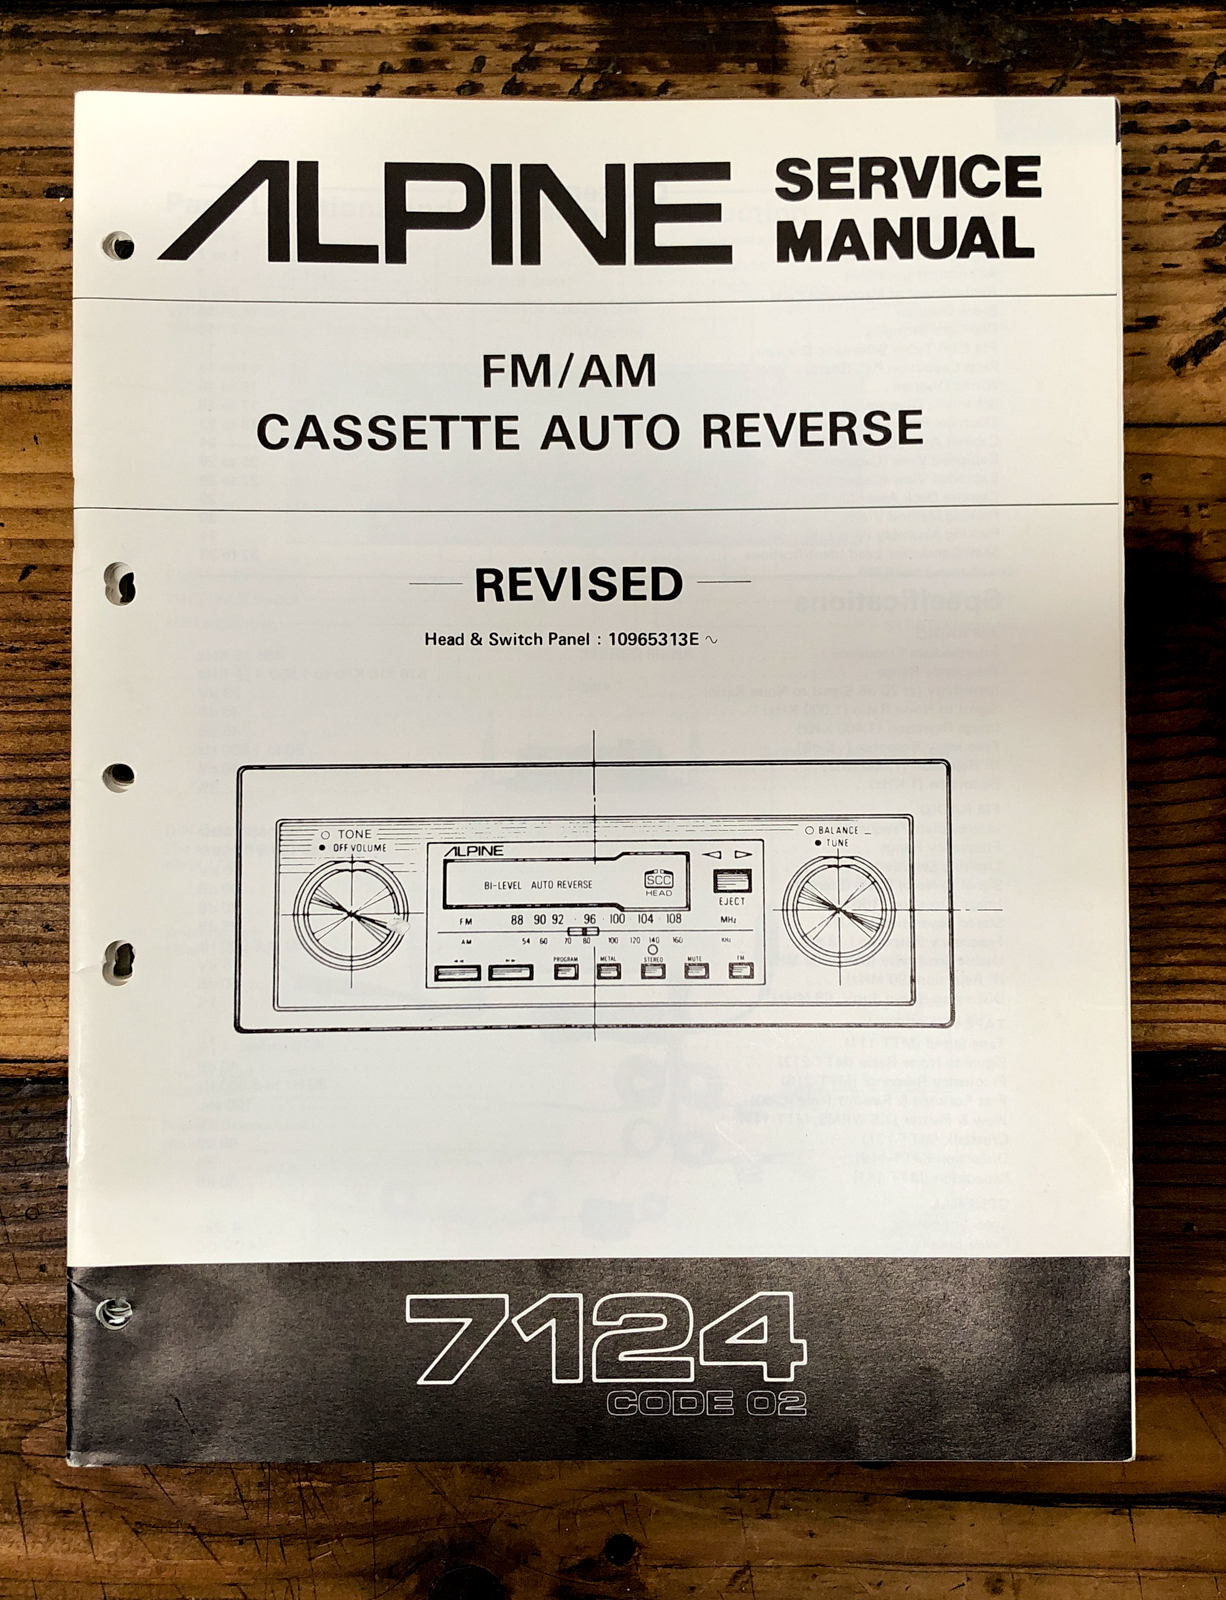 ALPINE SERVICE
MANUAL
FM/AM
CASSETTE AUTO REVERSE
REVISED
Head & Switch Panel : 10965313E ~
TONE
OFF VOLUME
BALANCE
TUNE
ALPINE
BI-LEVEL AUTO REVERSE
SCC
HEAD
EJECT
FM 88 90 92 · 96 · 100 104 · 108 MHz
AM 54 60 70 80 100 120 140 160 KHz
PROGRAM METAL STEREO MUTE FM
7124
CODE 02
Specifications